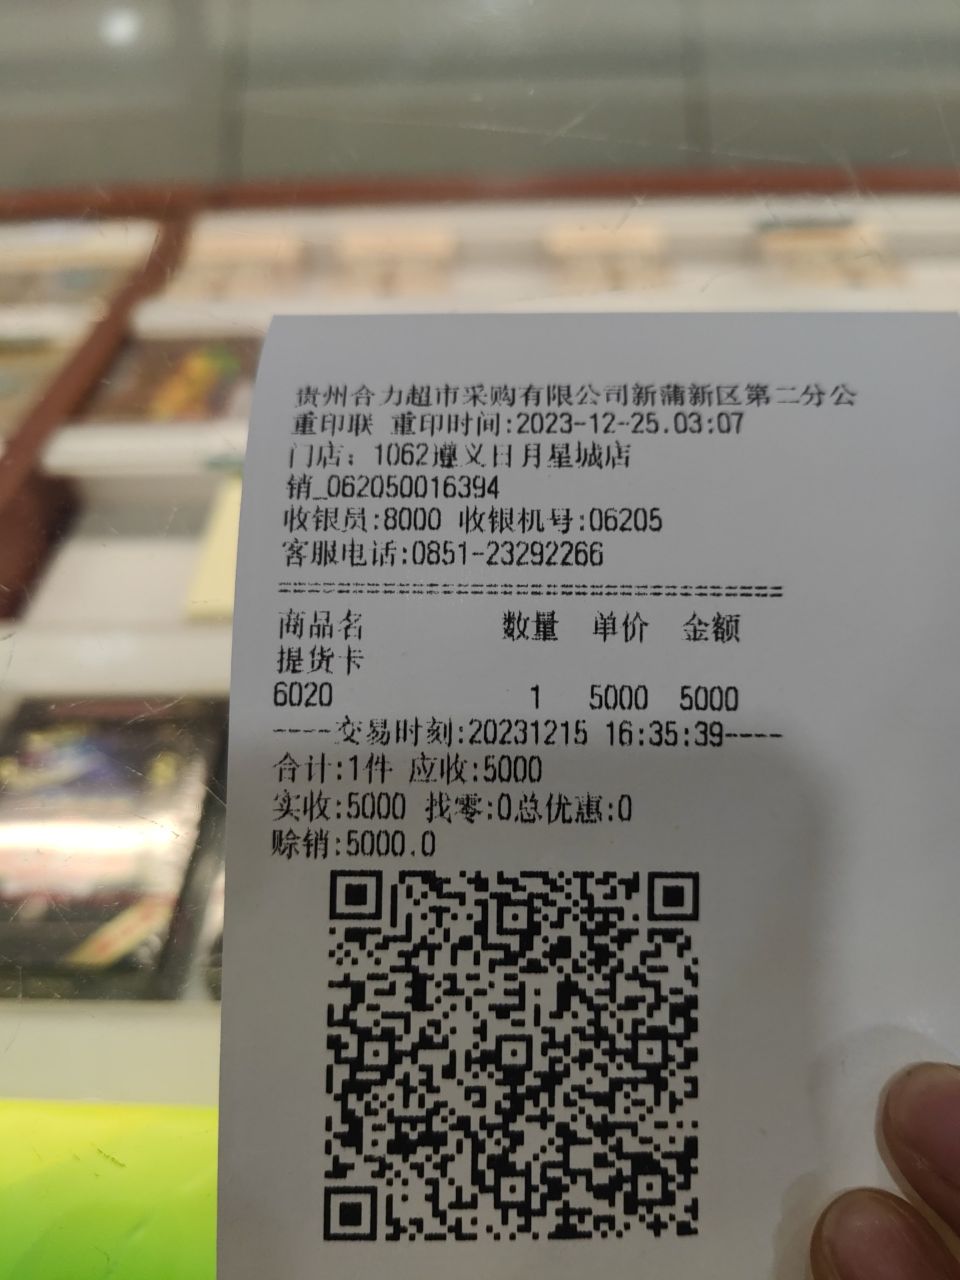 贵州合力超市采购有限公司新蒲新区第二分公
重印联 重印时间:2023-12-25.03:07
门店: 1062遵义日月星城店
销_062050016394
收银员:8000 收银机号:06205
客服电话:0851-23292266
商品名 数量 单价 金额
提货卡
6020 1 5000 5000
----交易时刻:20231215 16:35:39----
合计:1件 应收:5000
实收:5000 找零:0总优惠:0
赊销:5000.0